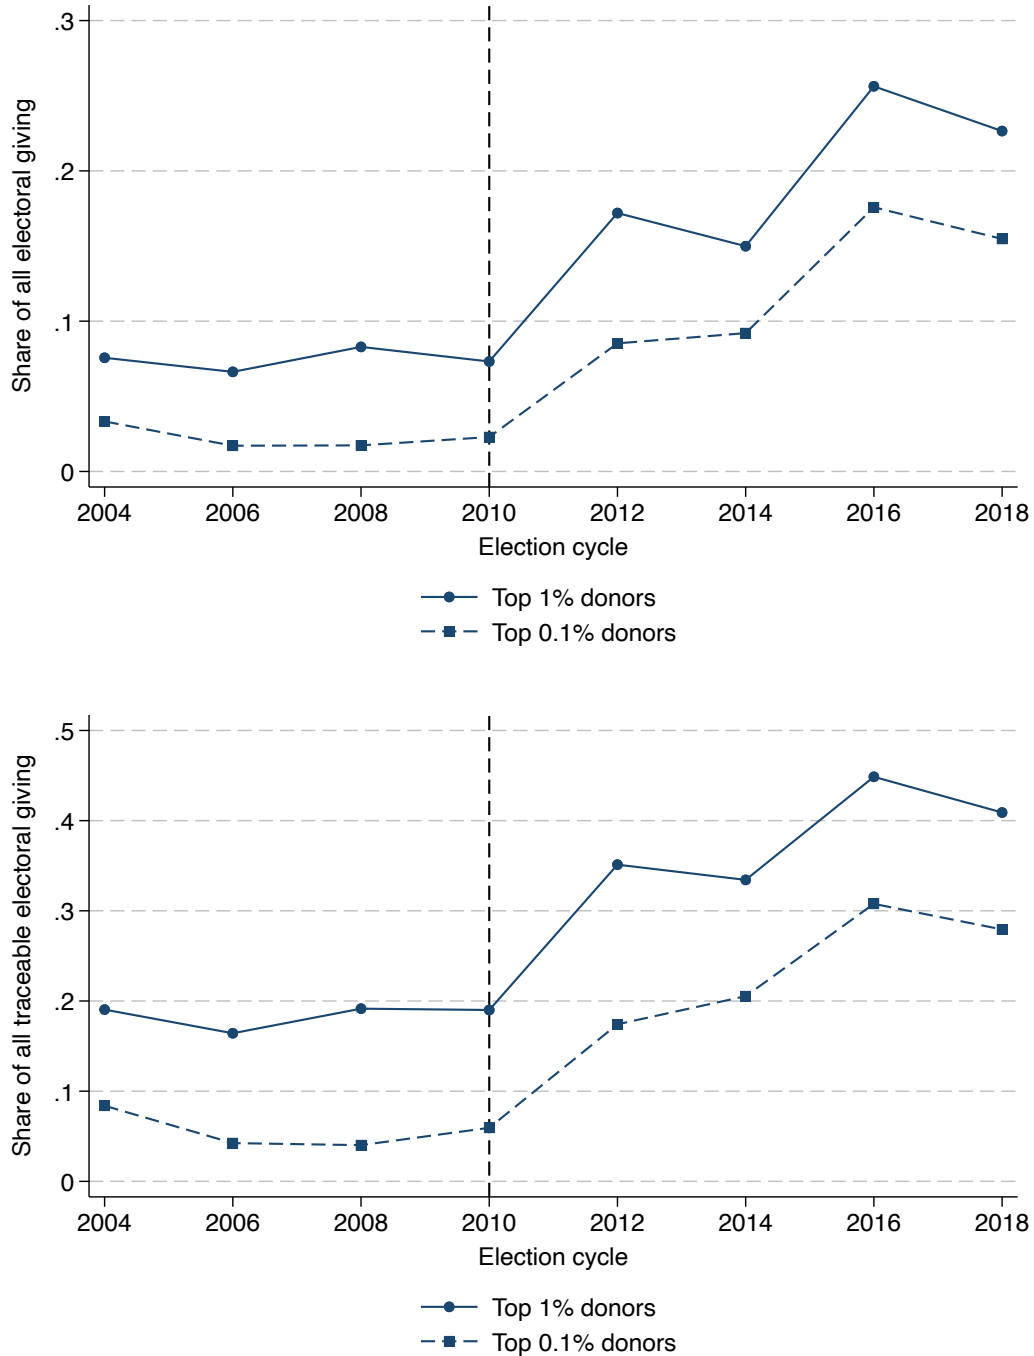 Share of all electoral giving
.3
.2
.1
0
2004 2006 2008 2010 2012 2014 2016 2018
Election cycle
Top 1% donors
Top 0.1% donors
Share of all traceable electoral giving
.5
.4
.3
.2
.1
0
2004 2006 2008 2010 2012 2014 2016 2018
Election cycle
Top 1% donors
Top 0.1% donors